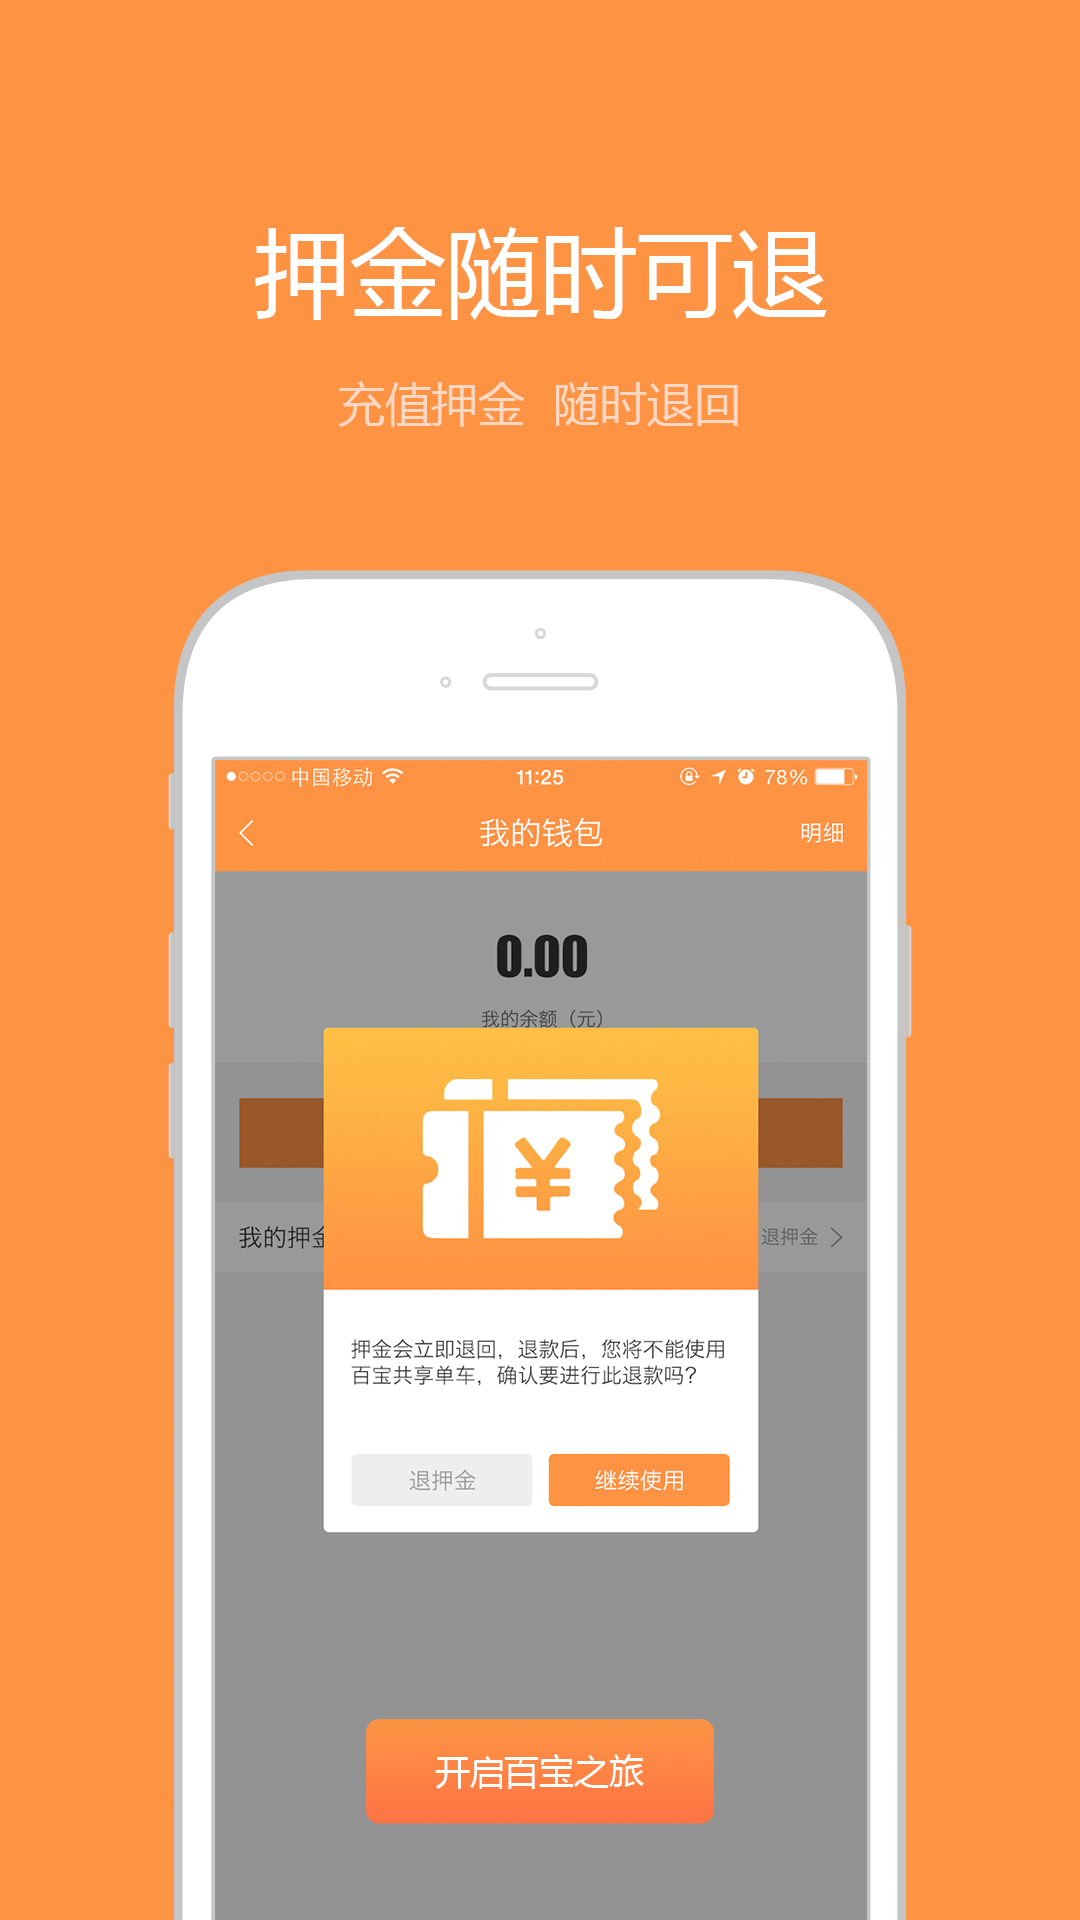 押金随时可退
充值押金 随时退回
中国移动 11:25 78%
我的钱包 明细
0.00
我的余额（元）
¥
我的押金 退押金
押金会立即退回，退款后，您将不能使用
百宝共享单车，确认要进行此退款吗？
退押金 继续使用
开启百宝之旅